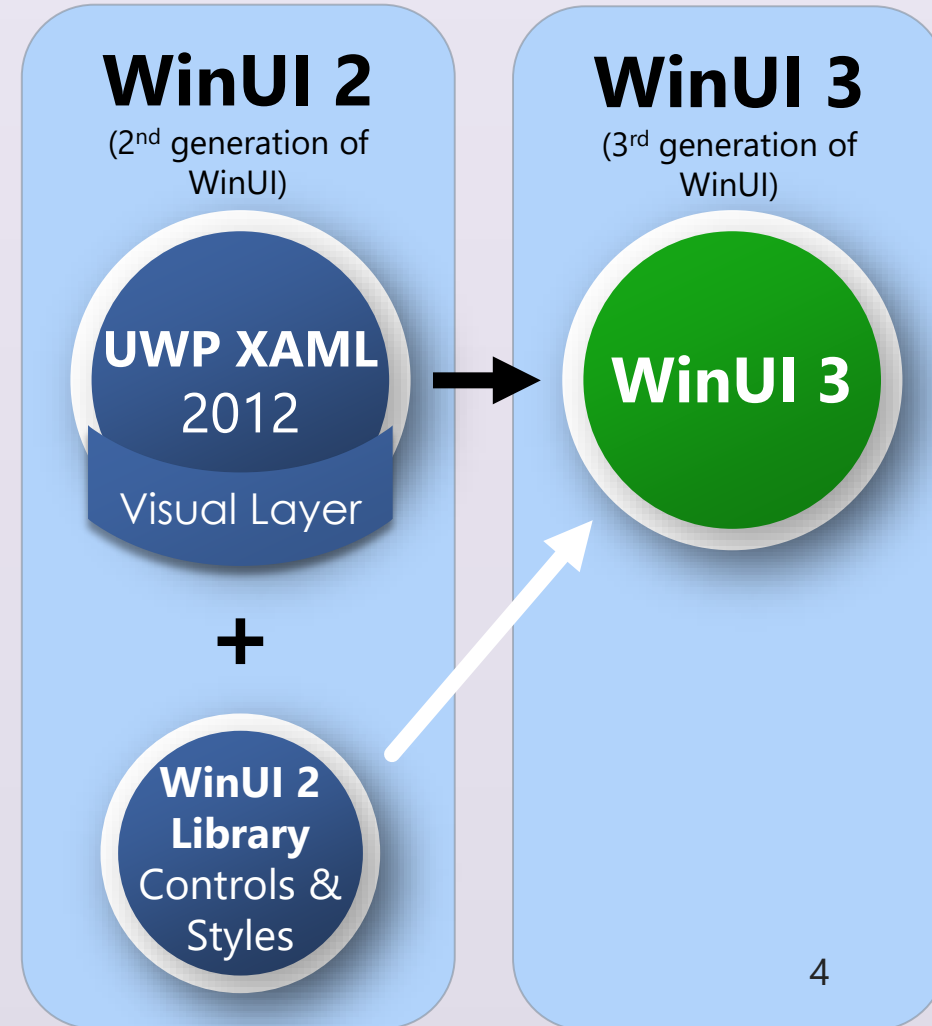 WinUI 2
(2nd generation of
WinUI)
UWP XAML
2012
Visual Layer
+
WinUI 2
Library
Controls &
Styles
WinUI 3
(3rd generation of
WinUI)
WinUI 3
4